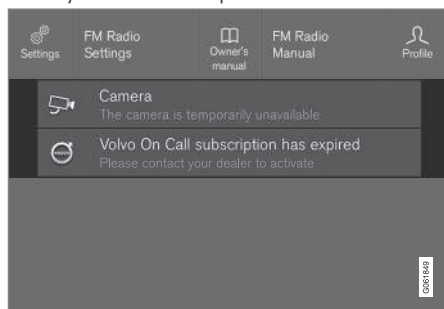 Settings
FM Radio
Settings
Owner's
manual
FM Radio
Manual
Profile
Camera
The camera is temporarily unavailable
Volvo On Call subscription has expired
Please contact your dealer to activate
G061849